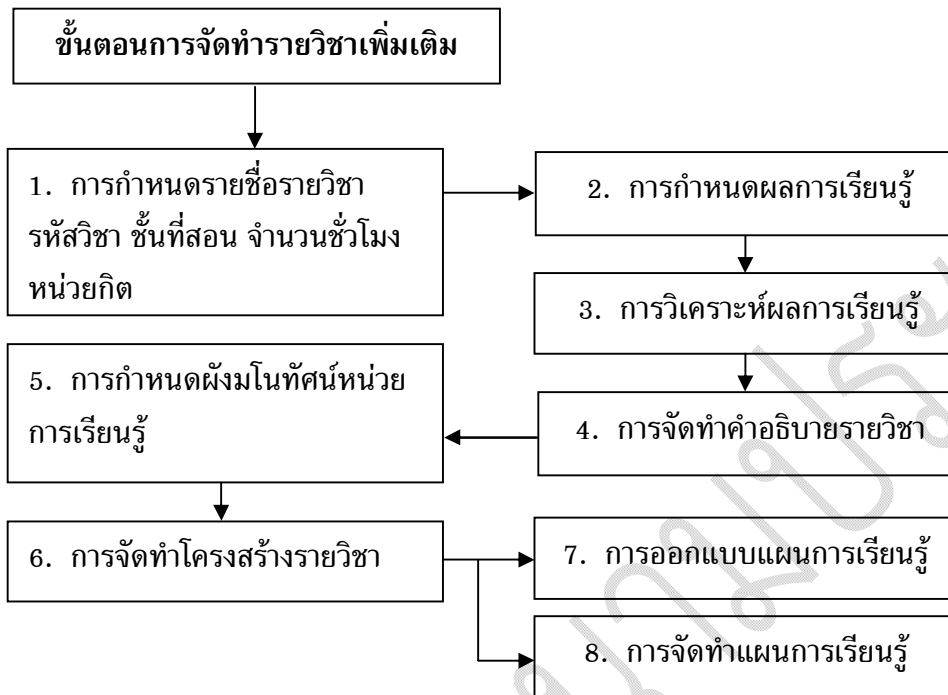 ขั้นตอนการจัดทำรายวิชาเพิ่มเติม
1. การกำหนดรายชื่อรายวิชา
รหัสวิชา ชั้นที่สอน จำนวนชั่วโมง
หน่วยกิต
2. การกำหนดผลการเรียนรู้
3. การวิเคราะห์ผลการเรียนรู้
4. การจัดทำคำอธิบายรายวิชา
5. การกำหนดผังมโนทัศน์หน่วย
การเรียนรู้
6. การจัดทำโครงสร้างรายวิชา
7. การออกแบบแผนการเรียนรู้
8. การจัดทำแผนการเรียนรู้